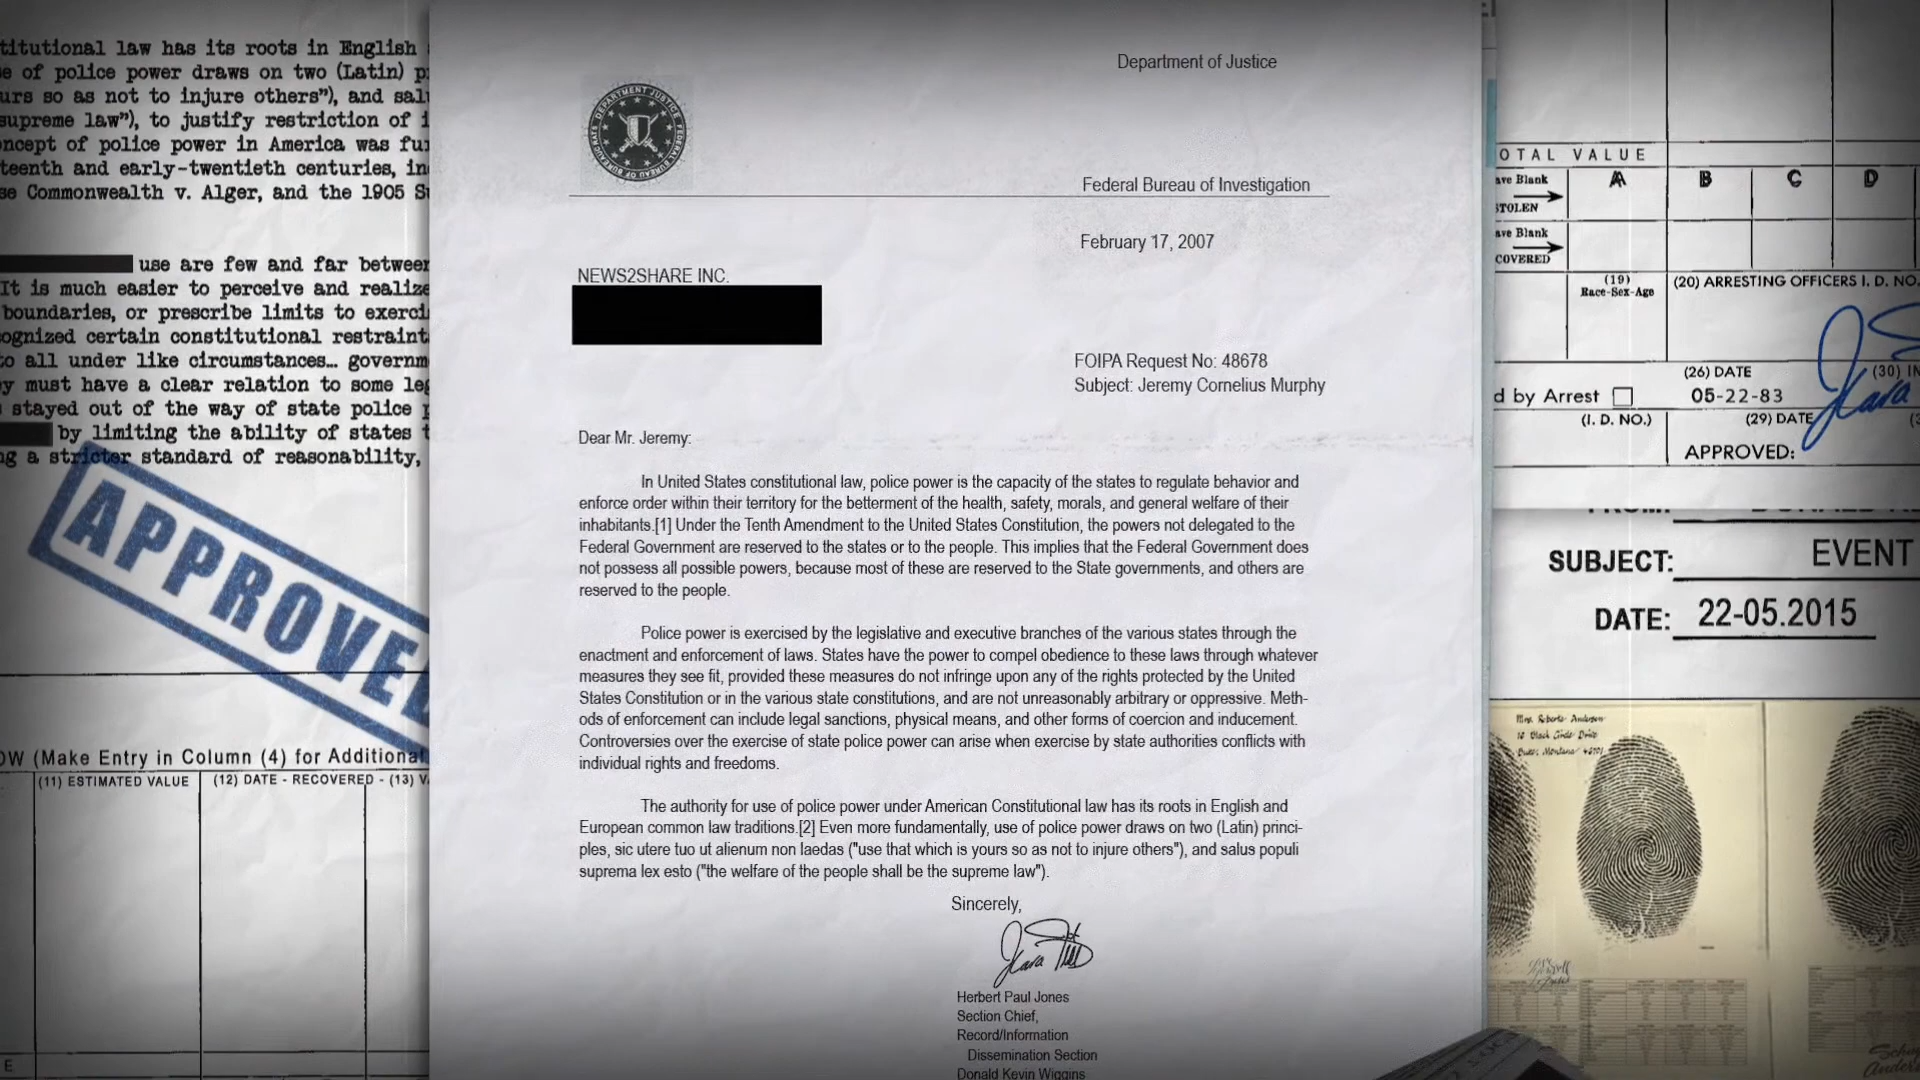 titutional law has its roots in English
e of police power draws on two (Latin)
urs so as not to injure others"), and
supreme law"), to justify restriction of
ncept of police power in America was
teenth and early-twentieth centuries,
se Commonwealth v. Alger, and the 1905
use are few and far between
It is much easier to perceive and realize
boundaries, or prescribe limits to
ognized certain constitutional
to all under like circumstances…
y must have a clear relation to some
stayed out of the way of state police
by limiting the ability of states
ng a stricter standard of reasonability,
APPROVED
OW (Make Entry in Column (4) for Additional
(11) ESTIMATED VALUE
(12) DATE - RECOVERED - (13)
E
Department of Justice
DEPARTMENT JUSTICE
Federal Bureau of Investigation
February 17, 2007
NEWS2SHARE INC.
FOIPA Request No: 48678
Subject: Jeremy Cornelius Murphy
Dear Mr. Jeremy:
In United States constitutional law, police power is the capacity of the states to regulate behavior and
enforce order within their territory for the betterment of the health, safety, morals, and general welfare of their
inhabitants.[1] Under the Tenth Amendment to the United States Constitution, the powers not delegated to the
Federal Government are reserved to the states or to the people. This implies that the Federal Government does
not possess all possible powers, because most of these are reserved to the State governments, and others are
reserved to the people.
Police power is exercised by the legislative and executive branches of the various states through the
enactment and enforcement of laws. States have the power to compel obedience to these laws through whatever
measures they see fit, provided these measures do not infringe upon any of the rights protected by the United
States Constitution or in the various state constitutions, and are not unreasonably arbitrary or oppressive. Meth-
ods of enforcement can include legal sanctions, physical means, and other forms of coercion and inducement.
Controversies over the exercise of state police power can arise when exercise by state authorities conflicts with
individual rights and freedoms.
The authority for use of police power under American Constitutional law has its roots in English and
European common law traditions.[2] Even more fundamentally, use of police power draws on two (Latin) princi-
ples, sic utere tuo ut alienum non laedas ("use that which is yours so as not to injure others"), and salus populi
suprema lex esto ("the welfare of the people shall be the supreme law").
Sincerely,
Herbert Paul Jones
Section Chief,
Record/Information
Dissemination Section
Donald Kevin Wiggins
OTAL VALUE
ave Blank
STOLEN
A B C D
ave Blank
COVERED
(19)
Race-Sex-Age
(20) ARRESTING OFFICERS I. D. NO.
(26) DATE
(30)
d by Arrest
05-22-83
(I. D. NO.)
(29) DATE
APPROVED:
FROM:
SUBJECT: EVENT
DATE: 22-05.2015
Mrs. Roberta Anderson